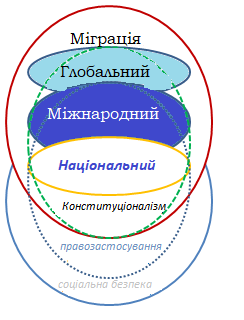 Міграція
Глобальний
Міжнародний
Національний
Конституціоналізм
правозастосування
соціальна безпека